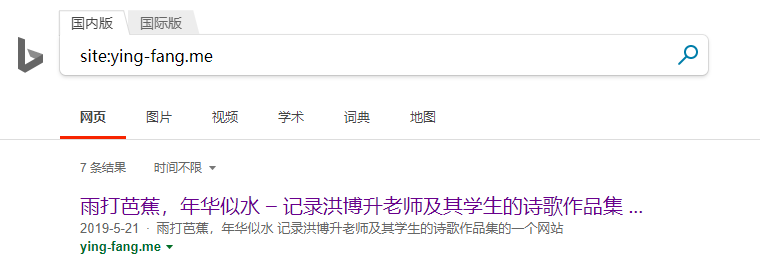 国内版 国际版
site:ying-fang.me
网页 图片 视频 学术 词典 地图
7 条结果 时间不限
雨打芭蕉，年华似水 – 记录洪博升老师及其学生的诗歌作品集 ...
2019-5-21 · 雨打芭蕉，年华似水 记录洪博升老师及其学生的诗歌作品集的一个网站
ying-fang.me